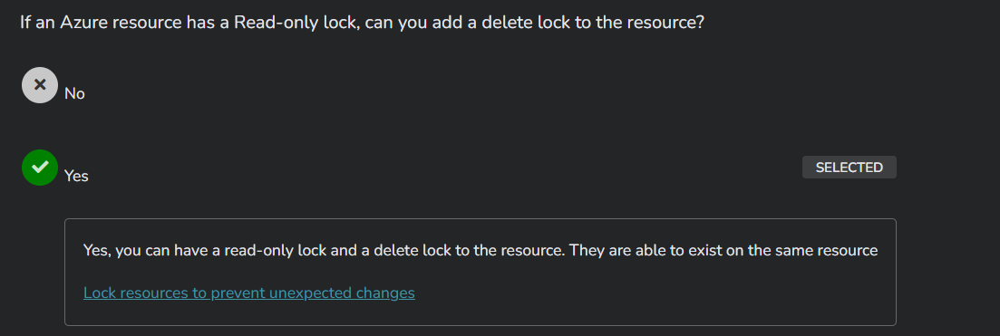 If an Azure resource has a Read-only lock, can you add a delete lock to the resource?
No
Yes
SELECTED
Yes, you can have a read-only lock and a delete lock to the resource. They are able to exist on the same resource
Lock resources to prevent unexpected changes